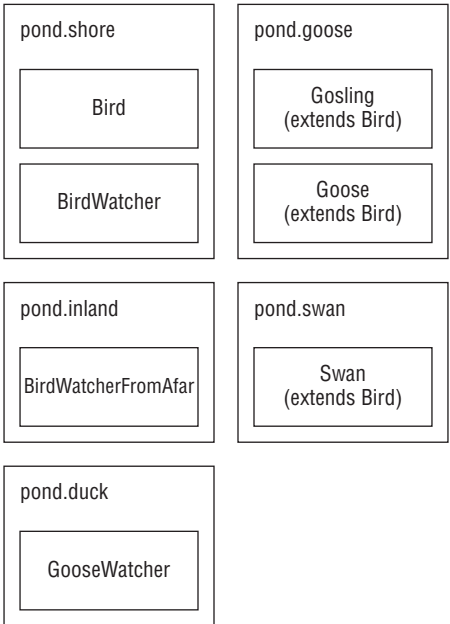 pond.shore
Bird
BirdWatcher
pond.goose
Gosling
(extends Bird)
Goose
(extends Bird)
pond.inland
BirdWatcherFromAfar
pond.swan
Swan
(extends Bird)
pond.duck
GooseWatcher